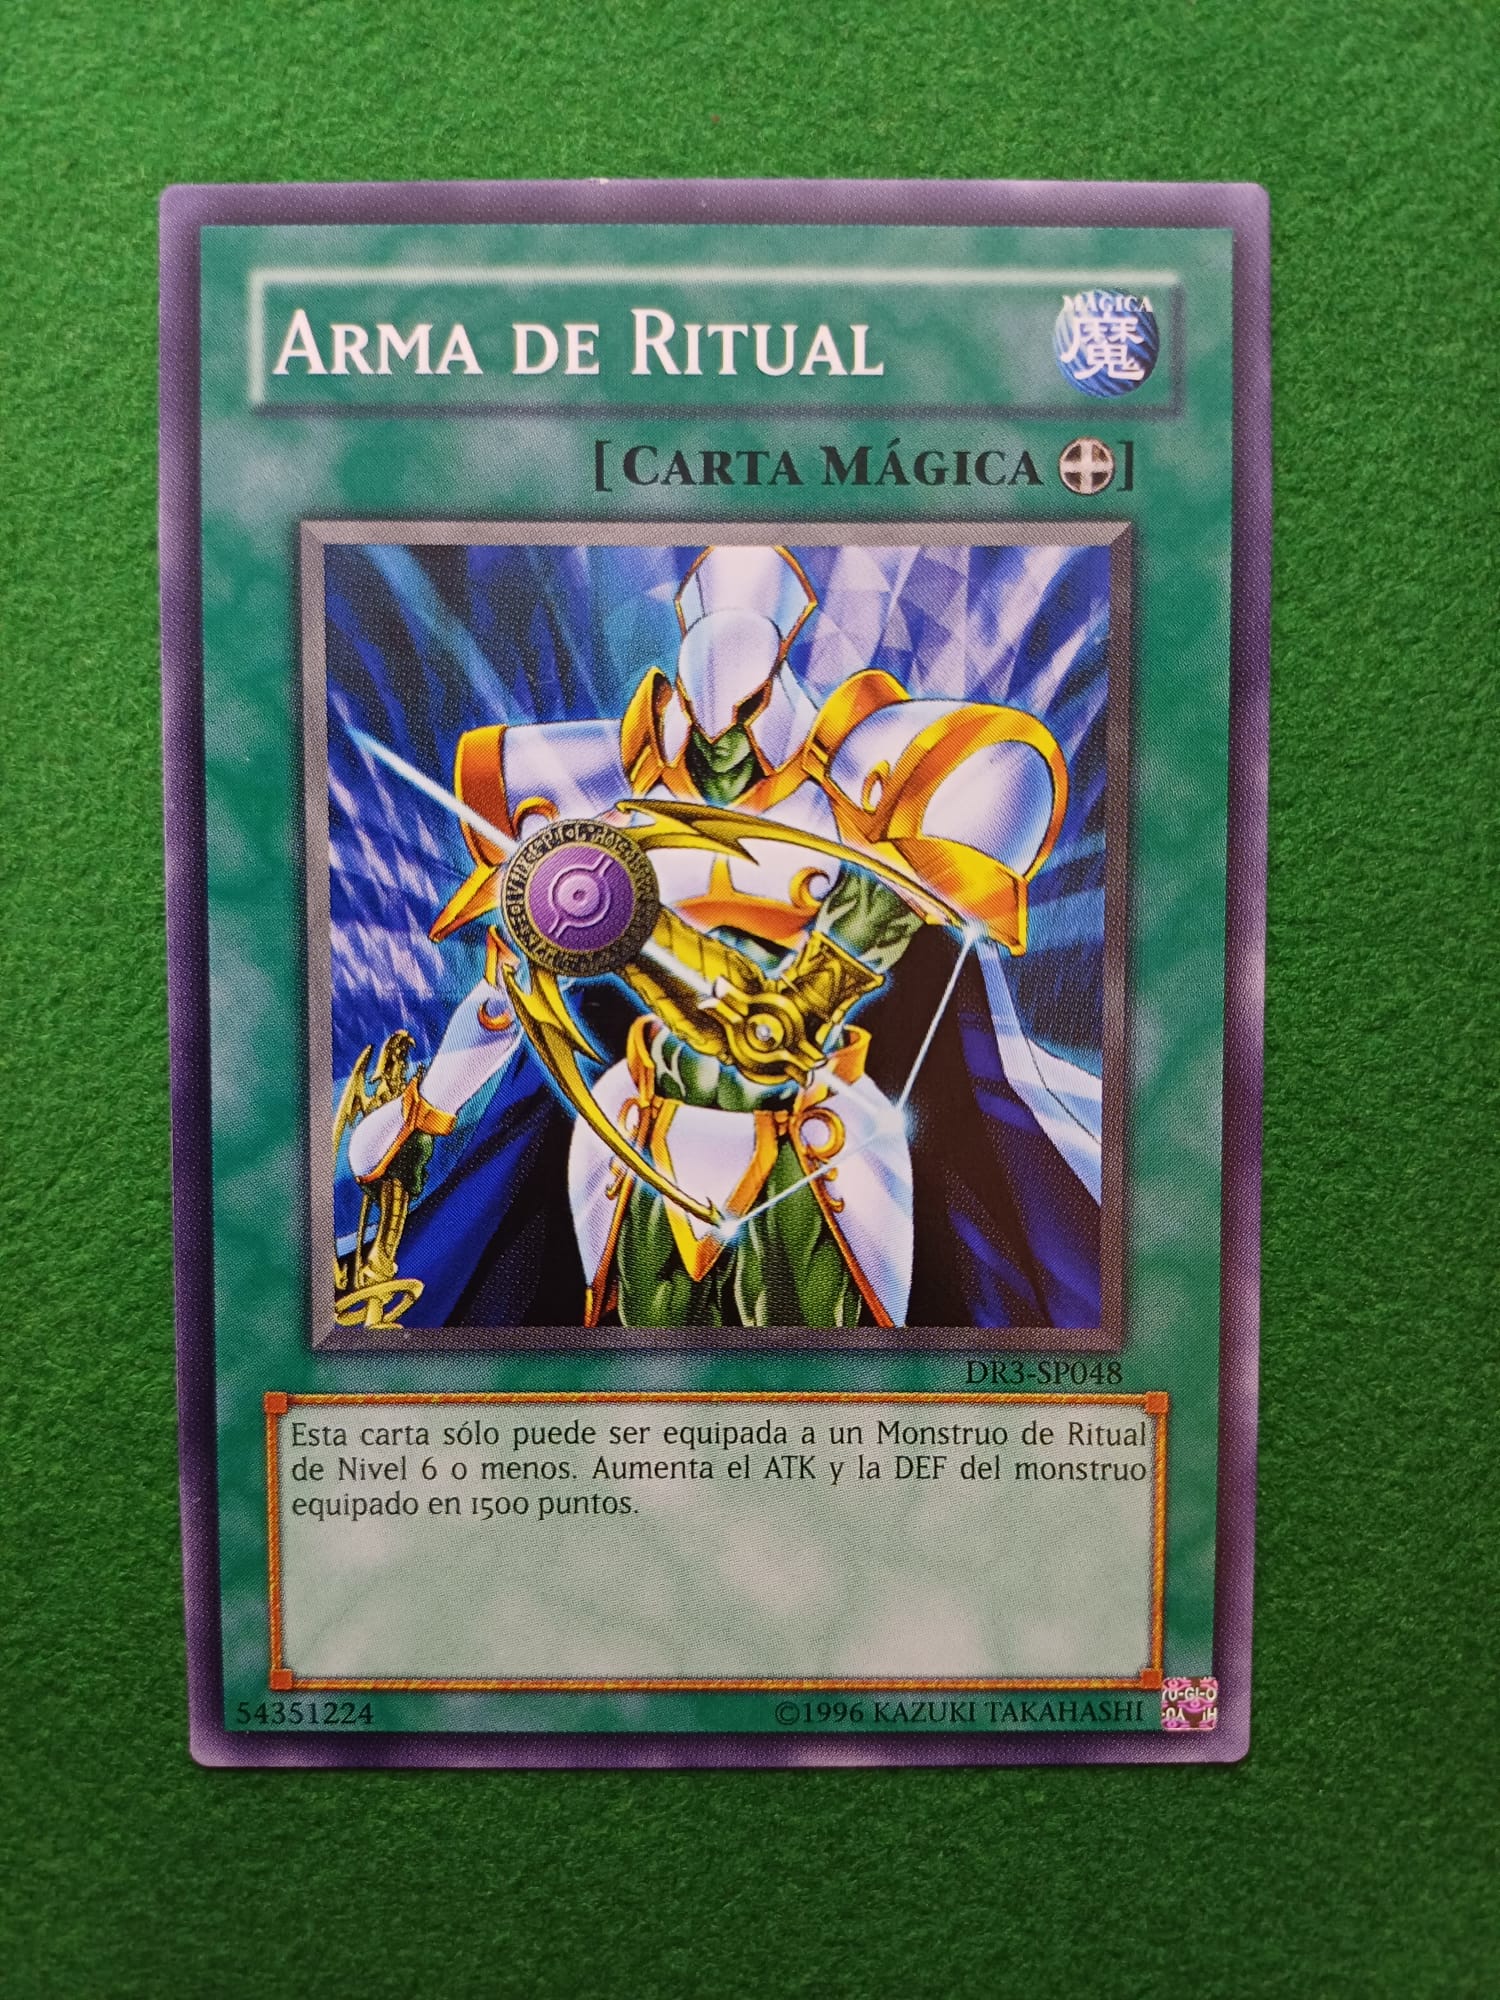 ARMA DE RITUAL
MÁGICA
魔
[CARTA MÁGICA]
DR3-SP048
Esta carta sólo puede ser equipada a un Monstruo de Ritual
de Nivel 6 o menos. Aumenta el ATK y la DEF del monstruo
equipado en 1500 puntos.
54351224
©1996 KAZUKI TAKAHASHI